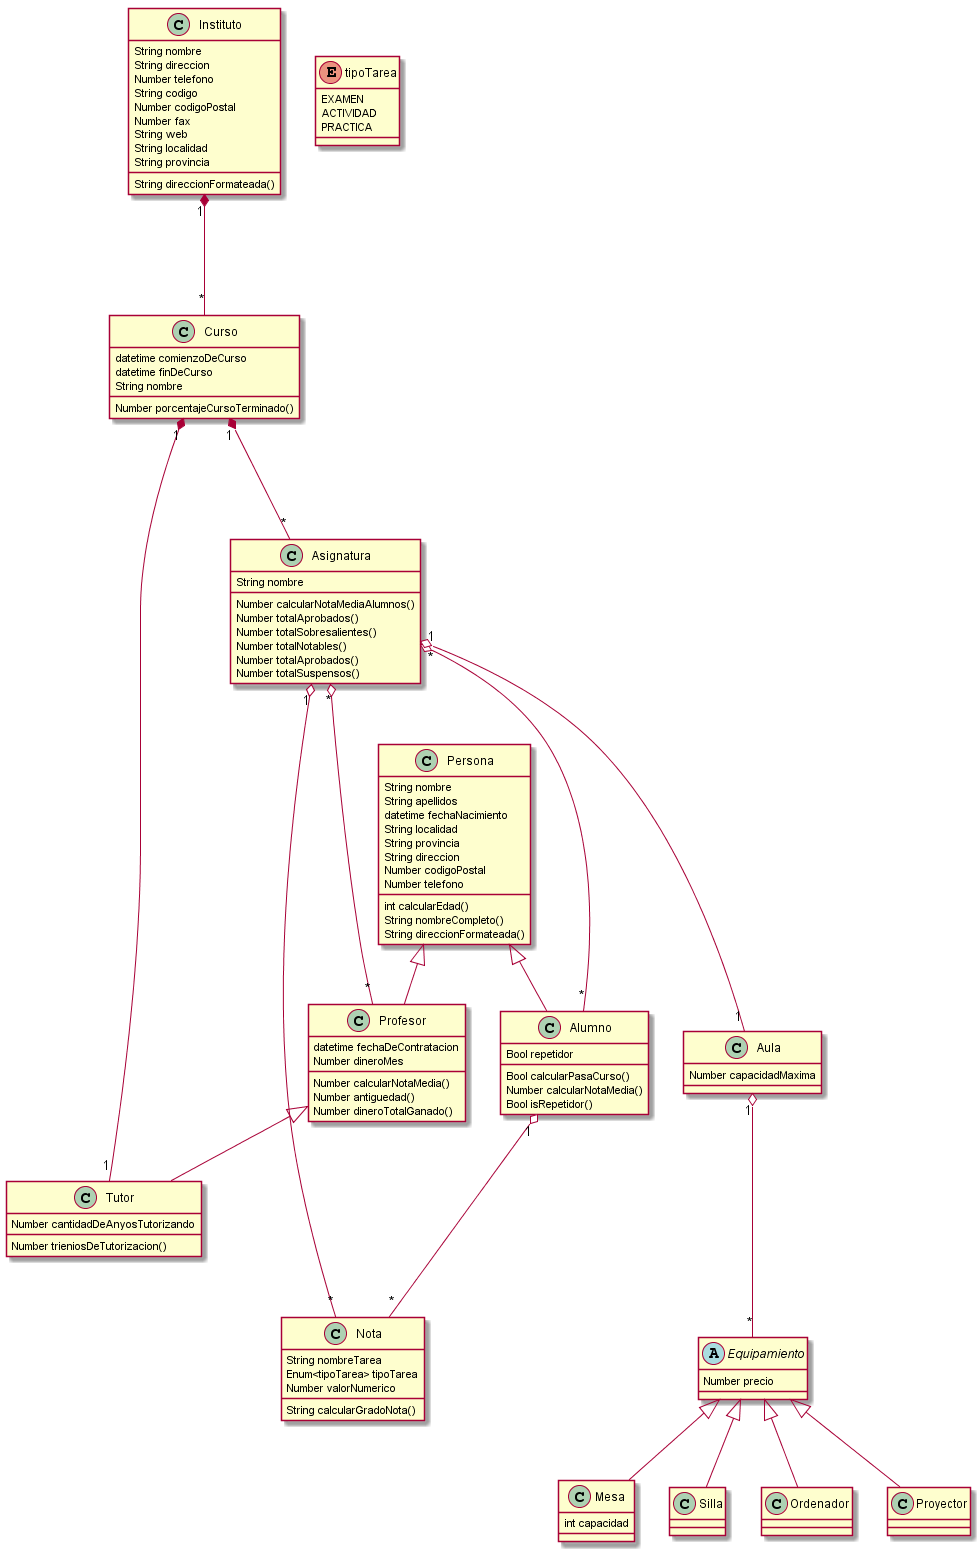 C Instituto
String nombre
String direccion
Number telefono
String codigo
Number codigoPostal
Number fax
String web
String localidad
String provincia
String direccionFormateada()
E tipoTarea
EXAMEN
ACTIVIDAD
PRACTICA
1
*
C Curso
datetime comienzoDeCurso
datetime finDeCurso
String nombre
Number porcentajeCursoTerminado()
1
1
*
C Asignatura
String nombre
Number calcularNotaMediaAlumnos()
Number totalAprobados()
Number totalSobresalientes()
Number totalNotables()
Number totalAprobados()
Number totalSuspensos()
1
*
1
*
C Persona
String nombre
String apellidos
datetime fechaNacimiento
String localidad
String provincia
String direccion
Number codigoPostal
Number telefono
int calcularEdad()
String nombreCompleto()
String direccionFormateada()
*
*
1
C Profesor
datetime fechaDeContratacion
Number dineroMes
Number calcularNotaMedia()
Number antiguedad()
Number dineroTotalGanado()
C Alumno
Bool repetidor
Bool calcularPasaCurso()
Number calcularNotaMedia()
Bool isRepetidor()
C Aula
Number capacidadMaxima
1
1
1
C Tutor
Number cantidadDeAnyosTutorizando
Number trieniosDeTutorizacion()
*
*
*
C Nota
String nombreTarea
Enum<tipoTarea> tipoTarea
Number valorNumerico
String calcularGradoNota()
A Equipamiento
Number precio
C Mesa
int capacidad
C Silla
C Ordenador
C Proyector